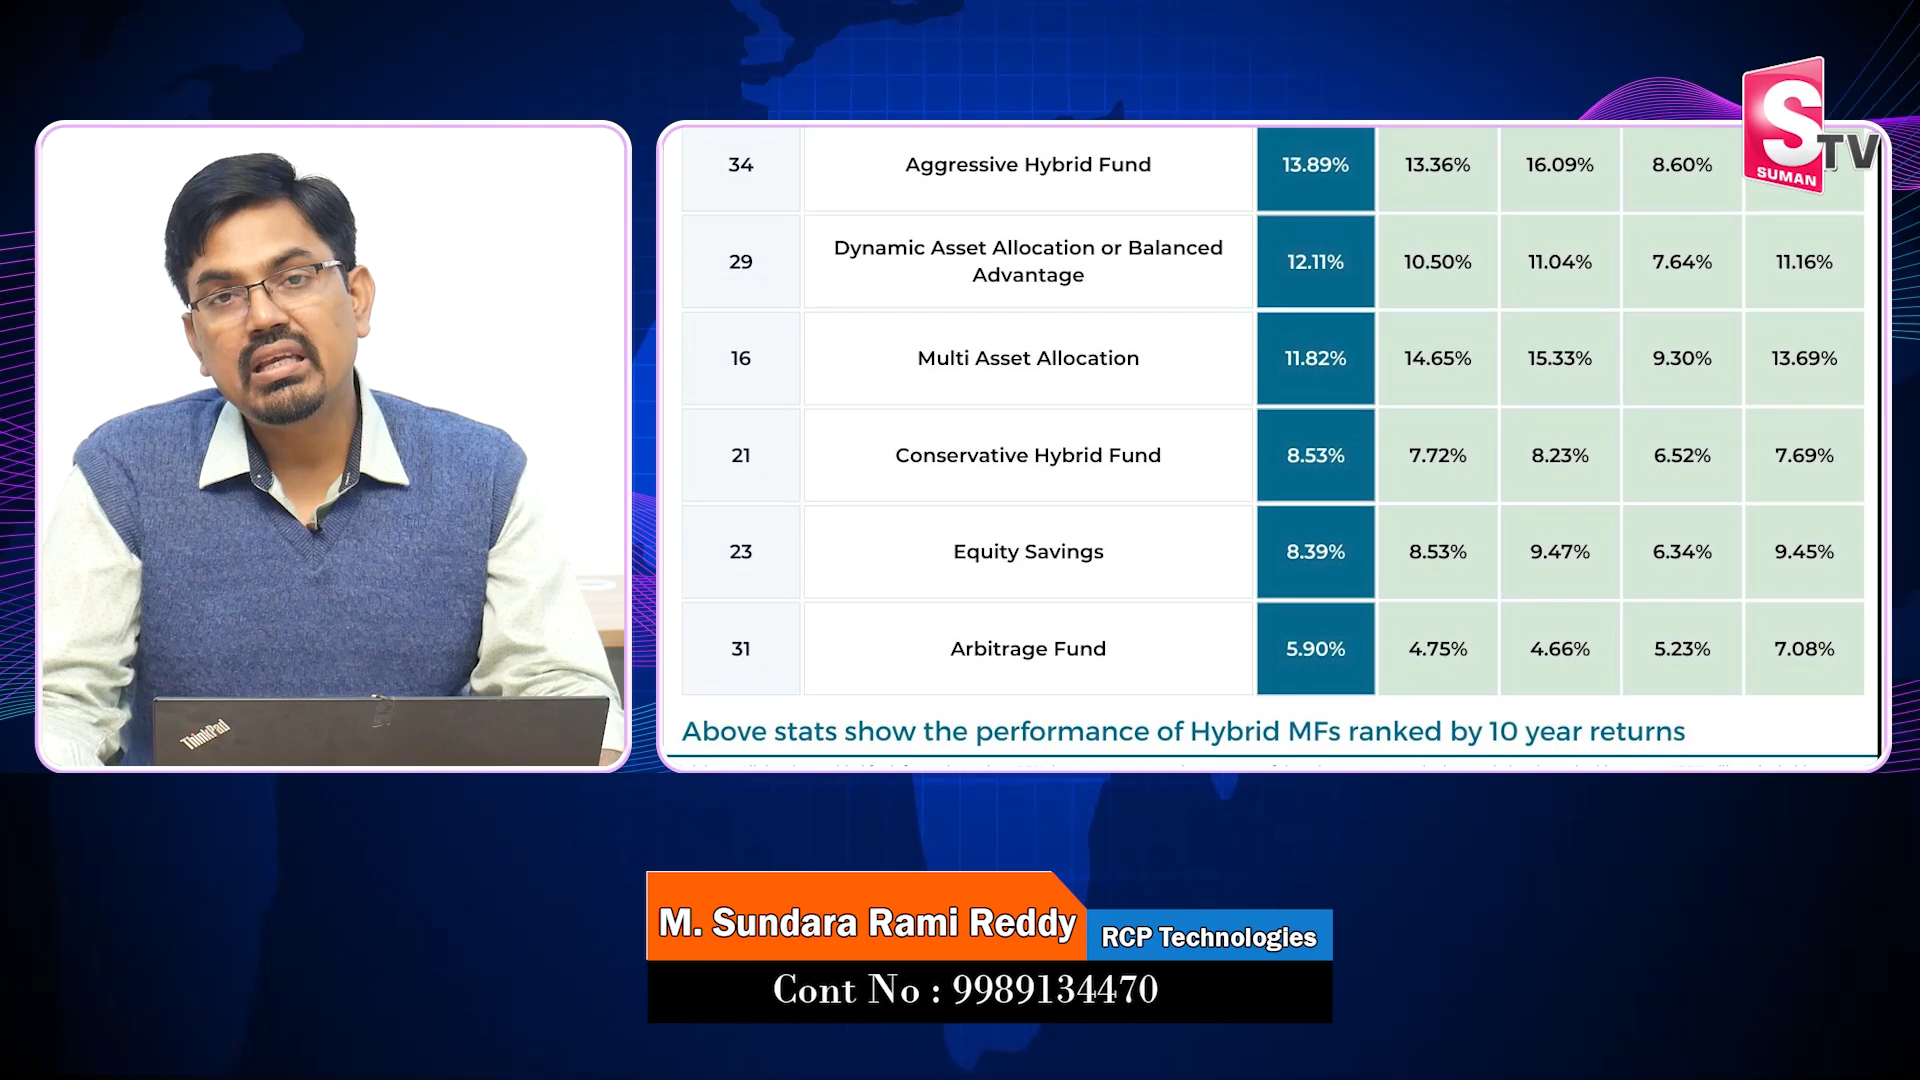 S
TV
SUMAN
34 Aggressive Hybrid Fund 13.89% 13.36% 16.09% 8.60%
29 Dynamic Asset Allocation or Balanced Advantage 12.11% 10.50% 11.04% 7.64% 11.16%
16 Multi Asset Allocation 11.82% 14.65% 15.33% 9.30% 13.69%
21 Conservative Hybrid Fund 8.53% 7.72% 8.23% 6.52% 7.69%
23 Equity Savings 8.39% 8.53% 9.47% 6.34% 9.45%
31 Arbitrage Fund 5.90% 4.75% 4.66% 5.23% 7.08%
Above stats show the performance of Hybrid MFs ranked by 10 year returns
ThinkPad
M. Sundara Rami Reddy
RCP Technologies
Cont No : 9989134470